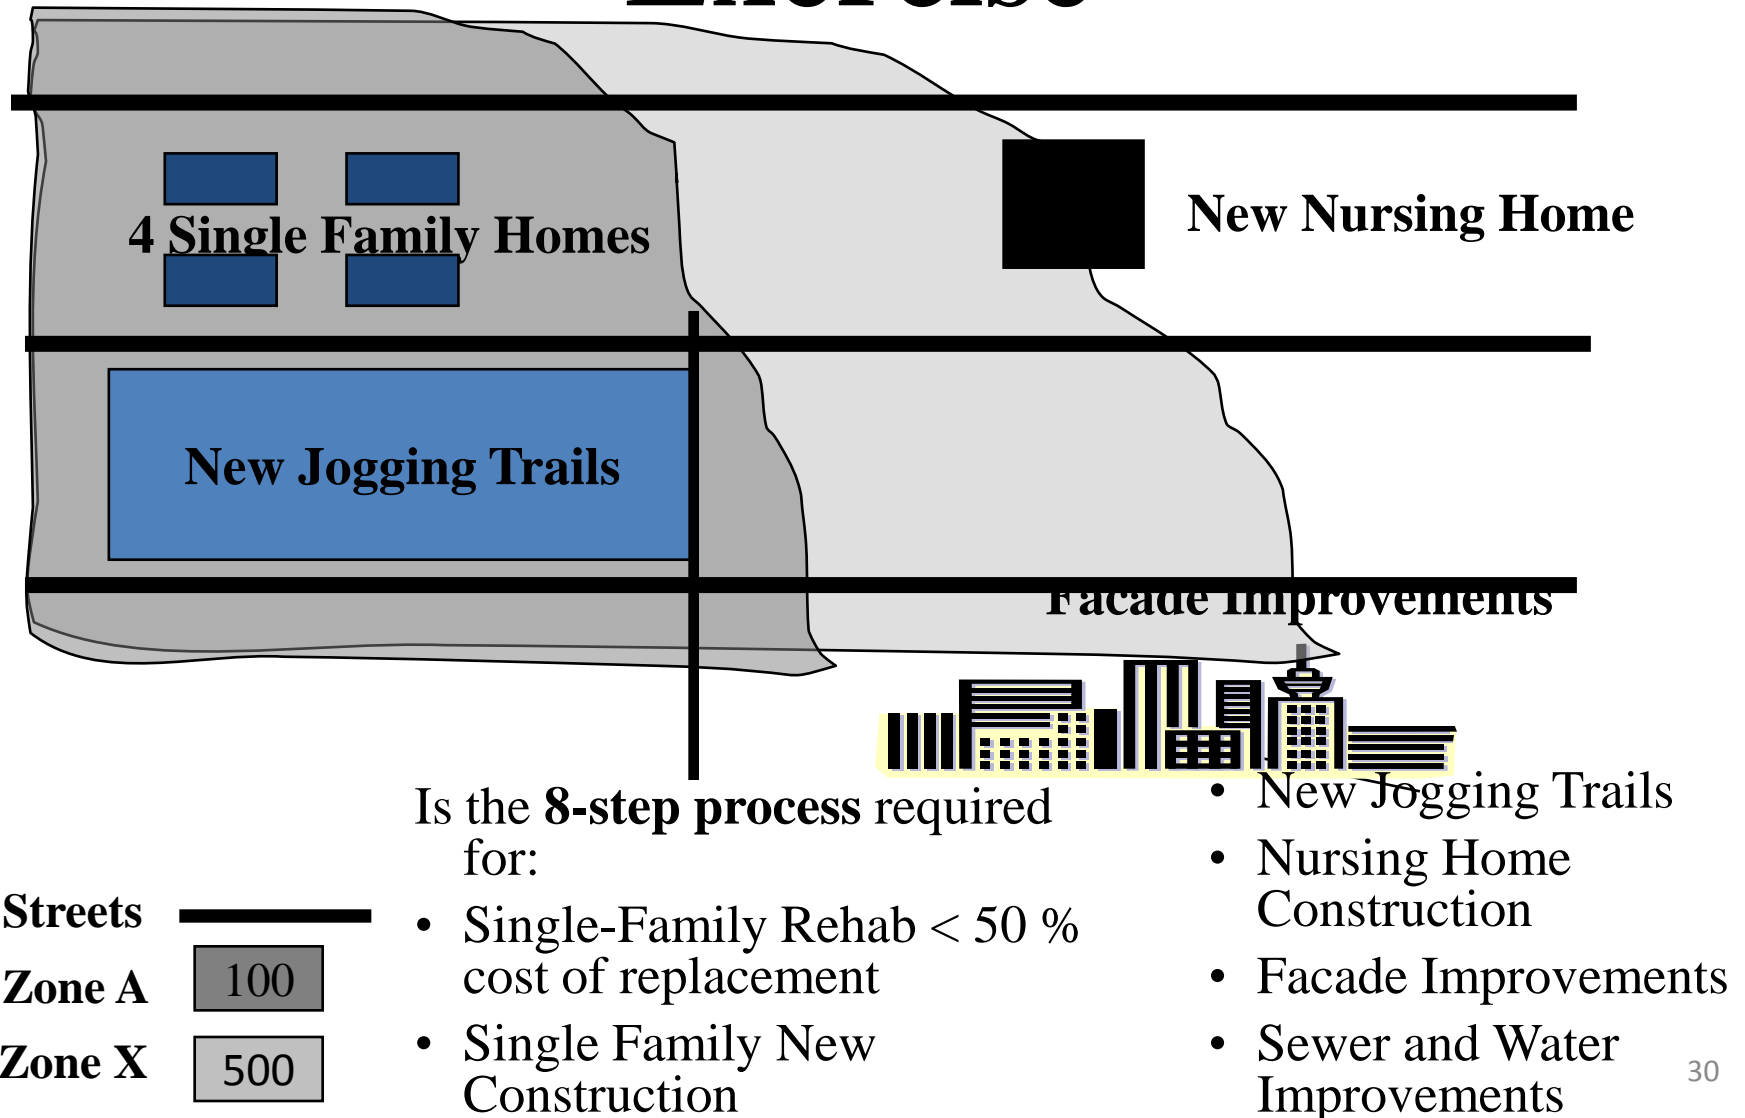 Exercise
New Nursing Home
4 Single Family Homes
New Jogging Trails
Facade Improvements
Is the 8-step process required
for:
• Single-Family Rehab < 50 %
cost of replacement
• Single Family New
Construction
• New Jogging Trails
• Nursing Home
Construction
• Facade Improvements
• Sewer and Water
Improvements
Streets
Zone A
100
Zone X
500
30